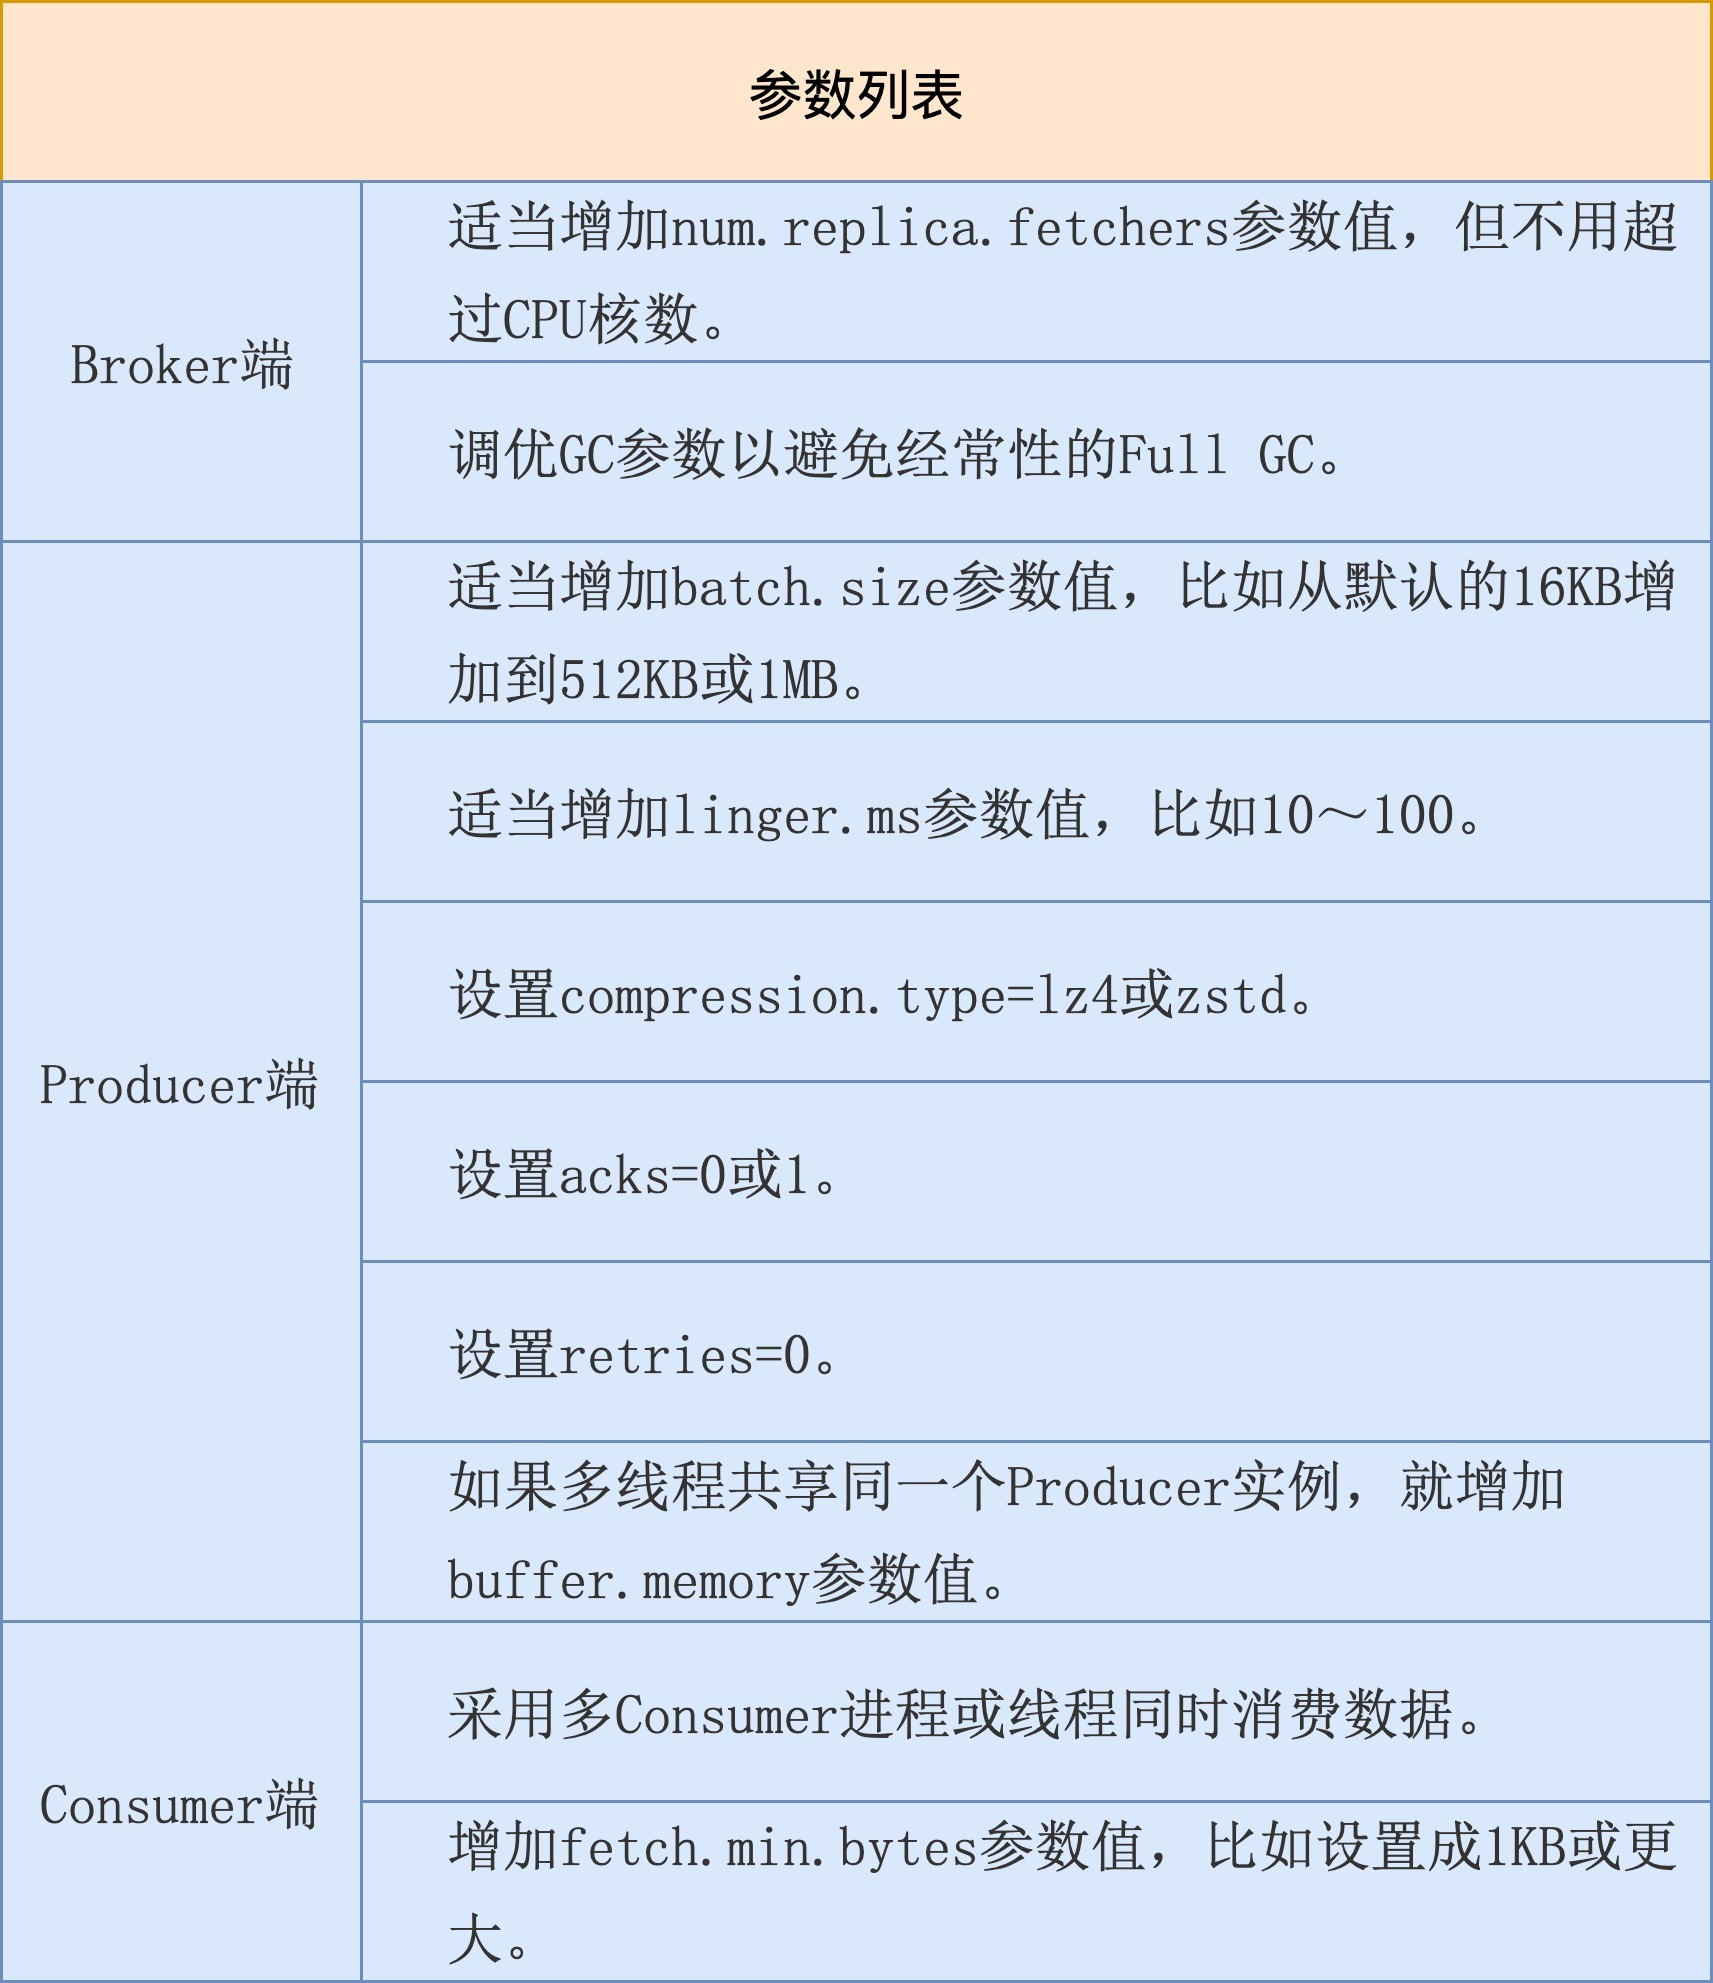 参数列表
Broker端
适当增加num.replica.fetchers参数值，但不用超
过CPU核数。
调优GC参数以避免经常性的Full GC。
Producer端
适当增加batch.size参数值，比如从默认的16KB增
加到512KB或1MB。
适当增加linger.ms参数值，比如10～100。
设置compression.type=lz4或zstd。
设置acks=0或1。
设置retries=0。
如果多线程共享同一个Producer实例，就增加
buffer.memory参数值。
Consumer端
采用多Consumer进程或线程同时消费数据。
增加fetch.min.bytes参数值，比如设置成1KB或更
大。